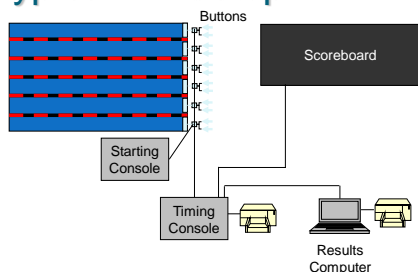 Buttons
Scoreboard
Starting
Console
Timing
Console
Results
Computer